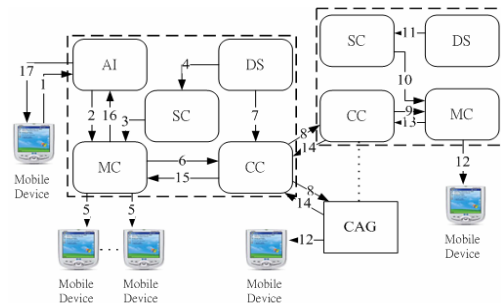 SC
11
DS
17
1
AI
4
DS
10
2
16
3
SC
7
CC
9
13
MC
8
14
MC
6
15
CC
12
Mobile
Device
5
5
8
14
CAG
12
Mobile
Device
Mobile
Device
Mobile
Device
Mobile
Device